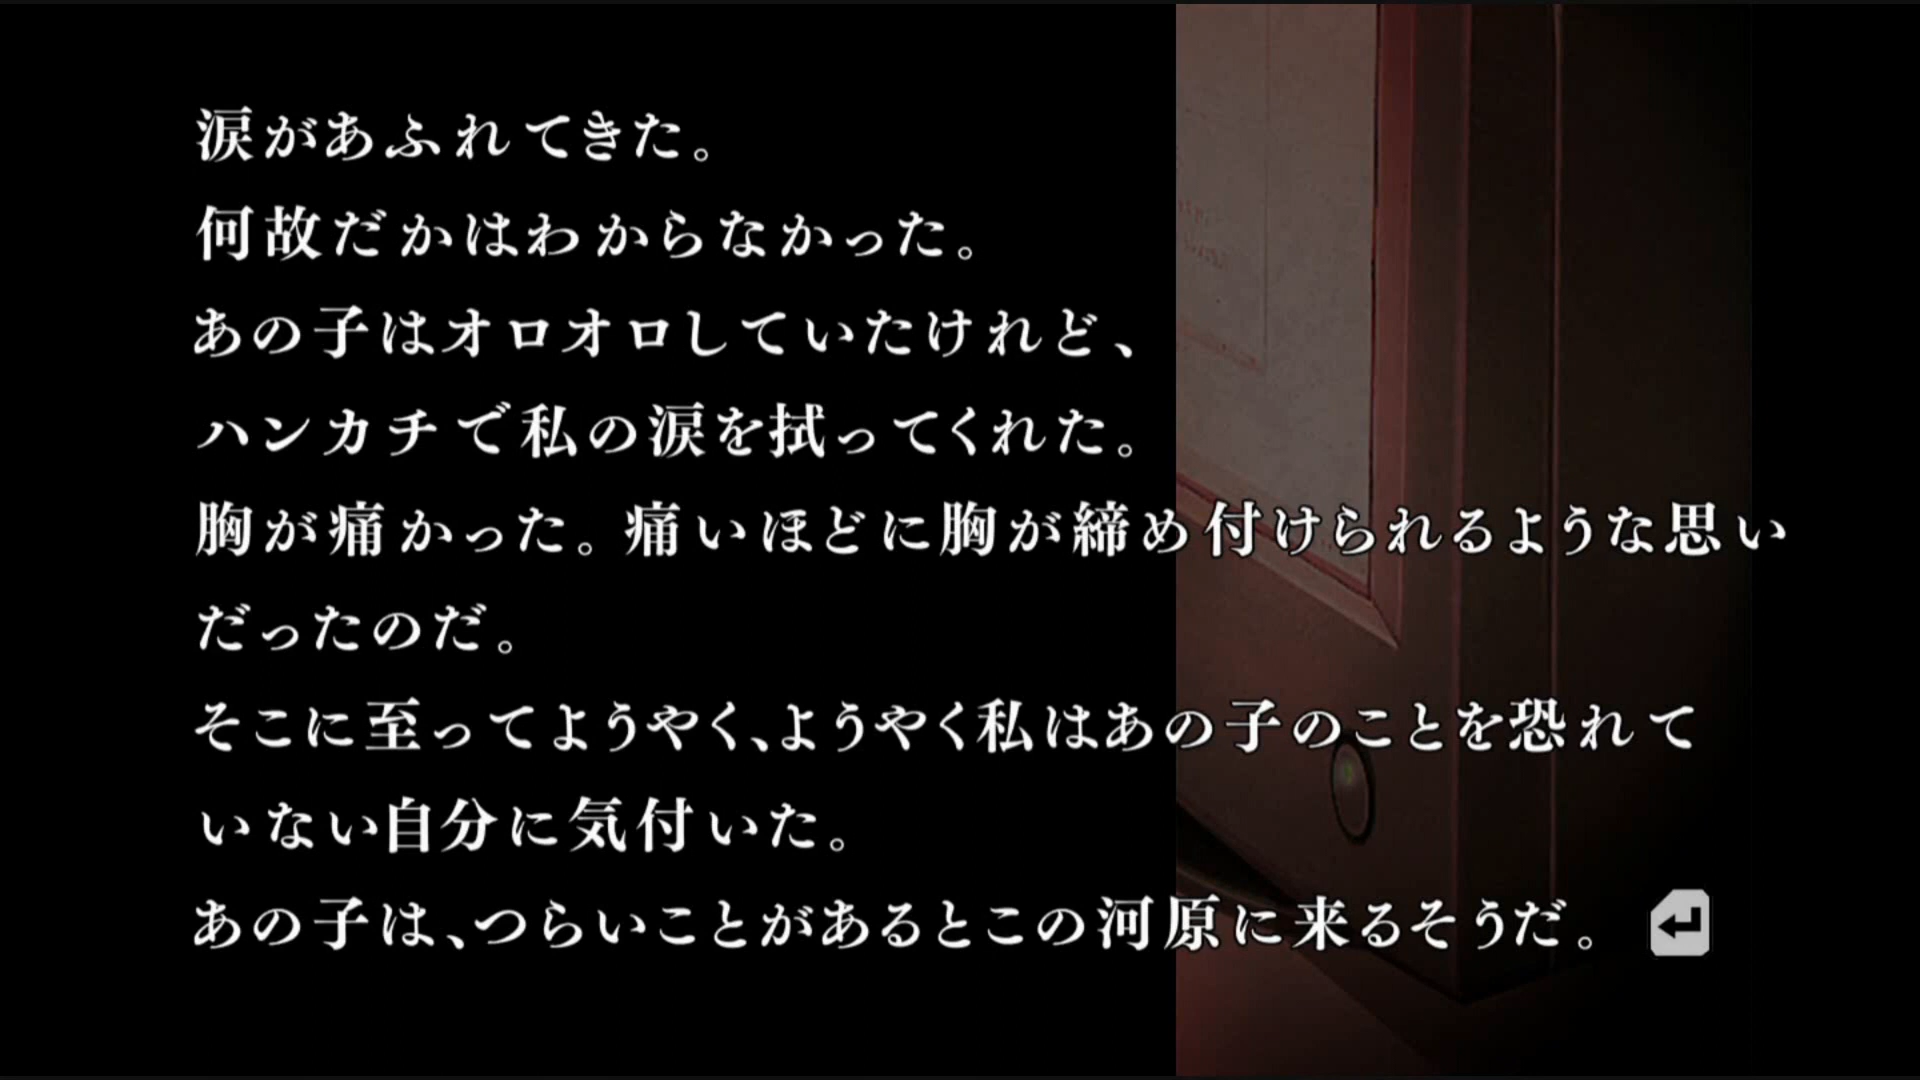 涙があふれてきた。
何故だかはわからなかった。
あの子はオロオロしていたけれど、
ハンカチで私の涙を拭ってくれた。
胸が痛かった。痛いほどに胸が締め付けられるような思い
だったのだ。
そこに至ってようやく、ようやく私はあの子のことを恐れて
いない自分に気付いた。
あの子は、つらいことがあるとこの河原に来るそうだ。